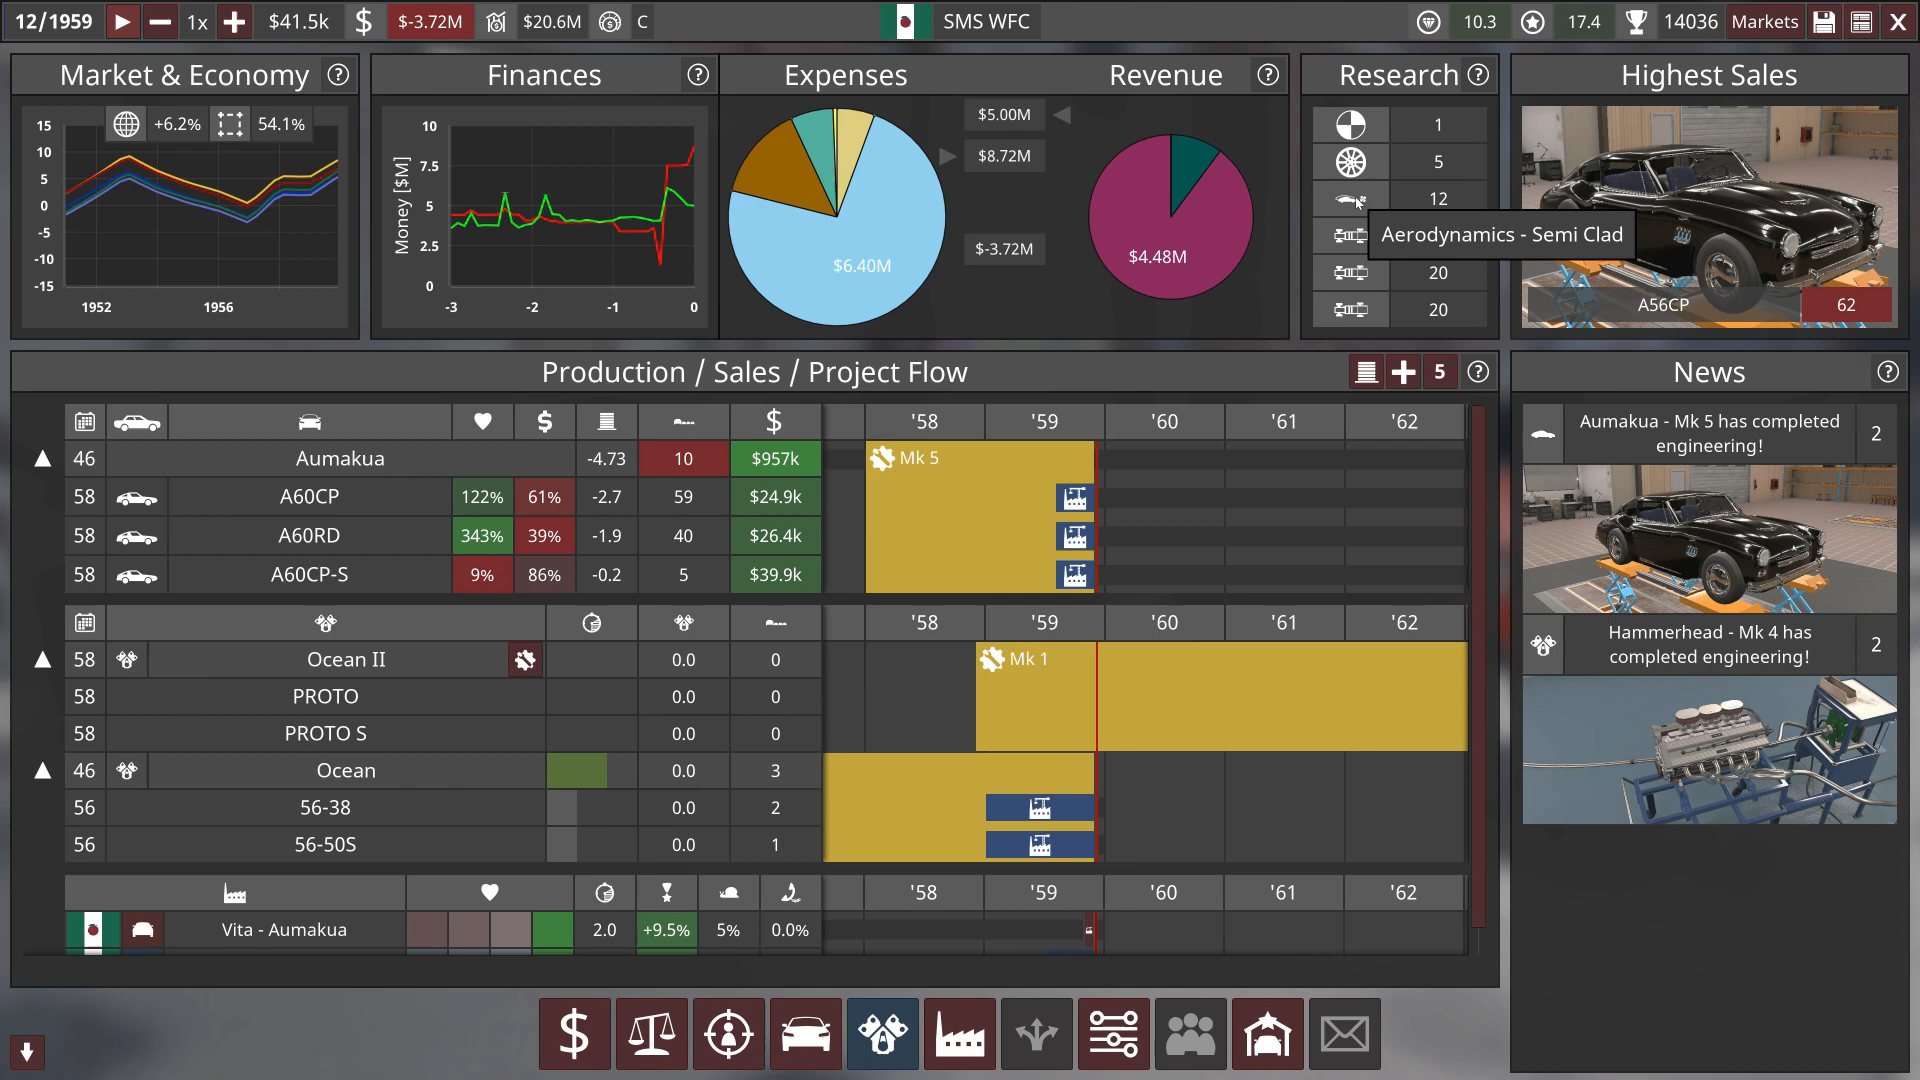 12/1959
1x
$41.5k
$-3.72M
$20.6M
C
SMS WFC
10.3
17.4
14036
Markets
X
Market & Economy
?
+6.2%
54.1%
15
10
5
0
-5
-10
-15
1952
1956
Finances
?
Money [$M]
10
7.5
5
2.5
0
-3
-2
-1
0
Expenses
$6.40M
$5.00M
$8.72M
$-3.72M
Revenue
?
$4.48M
Research
?
1
5
12
20
20
Aerodynamics - Semi Clad
Highest Sales
A56CP
62
Production / Sales / Project Flow
5
?
$
$
'58
'59
'60
'61
'62
46
Aumakua
-4.73
10
$957k
Mk 5
58
A60CP
122%
61%
-2.7
59
$24.9k
58
A60RD
343%
39%
-1.9
40
$26.4k
58
A60CP-S
9%
86%
-0.2
5
$39.9k
'58
'59
'60
'61
'62
58
Ocean II
0.0
0
Mk 1
58
PROTO
0.0
0
58
PROTO S
0.0
0
46
Ocean
0.0
3
56
56-38
0.0
2
56
56-50S
0.0
1
'58
'59
'60
'61
'62
Vita - Aumakua
2.0
+9.5%
5%
0.0%
News
?
Aumakua - Mk 5 has completed
engineering!
2
Hammerhead - Mk 4 has
completed engineering!
2
$